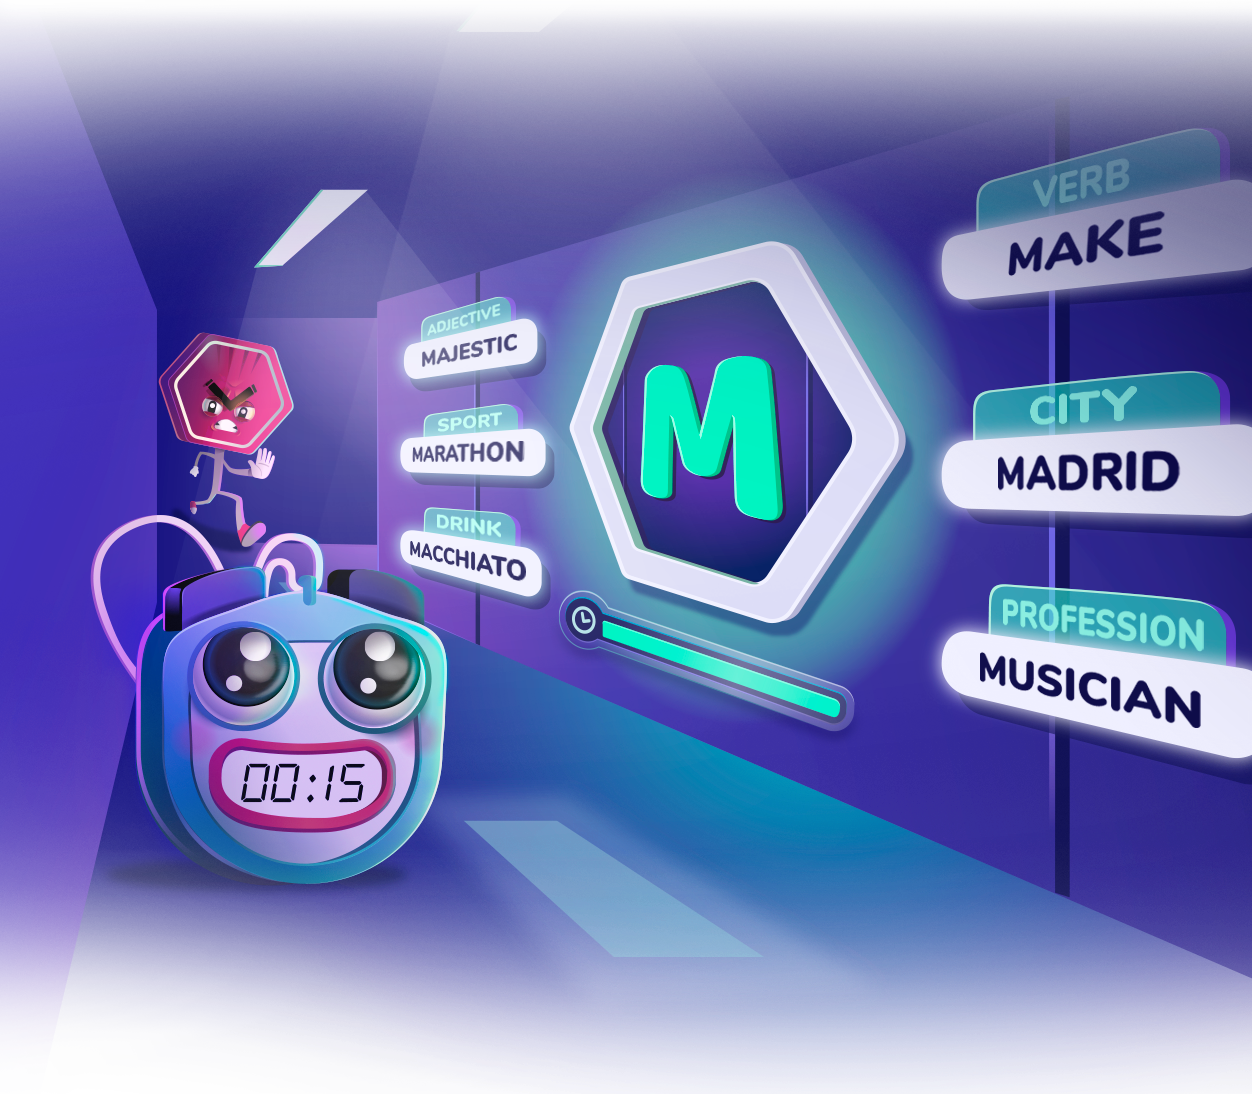 ADJECTIVE
MAJESTIC
SPORT
MARATHON
DRINK
MACCHIATO
M
VERB
MAKE
CITY
MADRID
PROFESSION
MUSICIAN
00:15